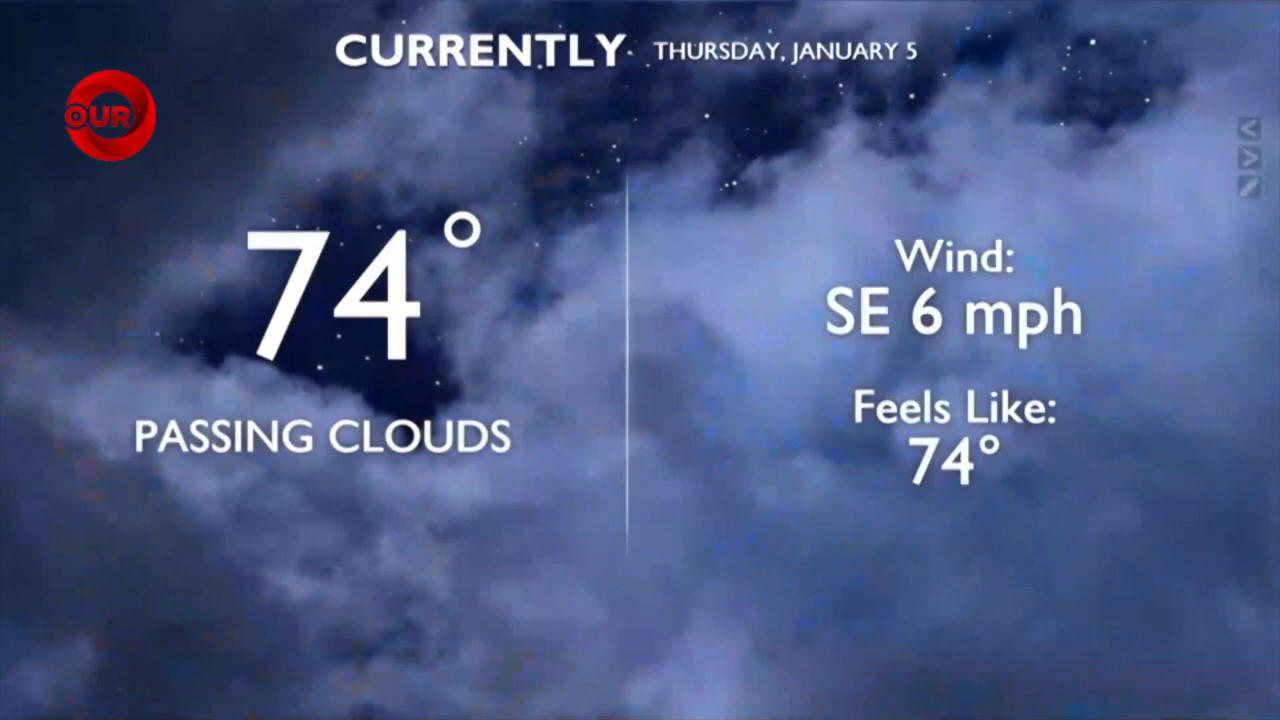 CURRENTLY THURSDAY, JANUARY 5
OUR
74°
PASSING CLOUDS
Wind:
SE 6 mph
Feels Like:
74°